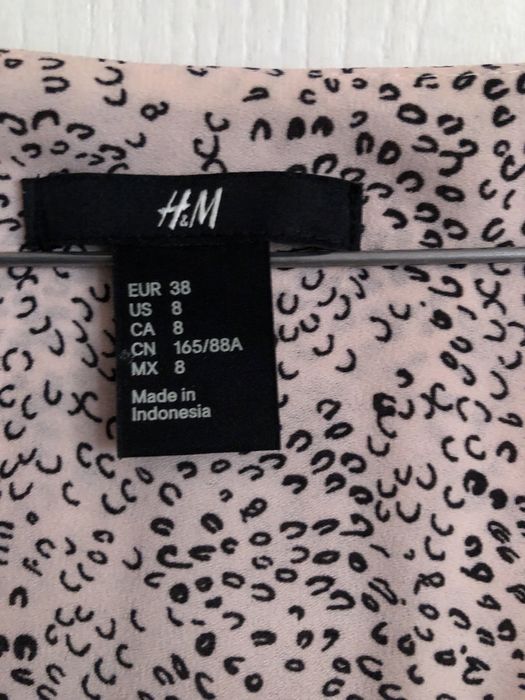 H&M
EUR 38
US 8
CA 8
CN 165/88A
MX 8
Made in
Indonesia